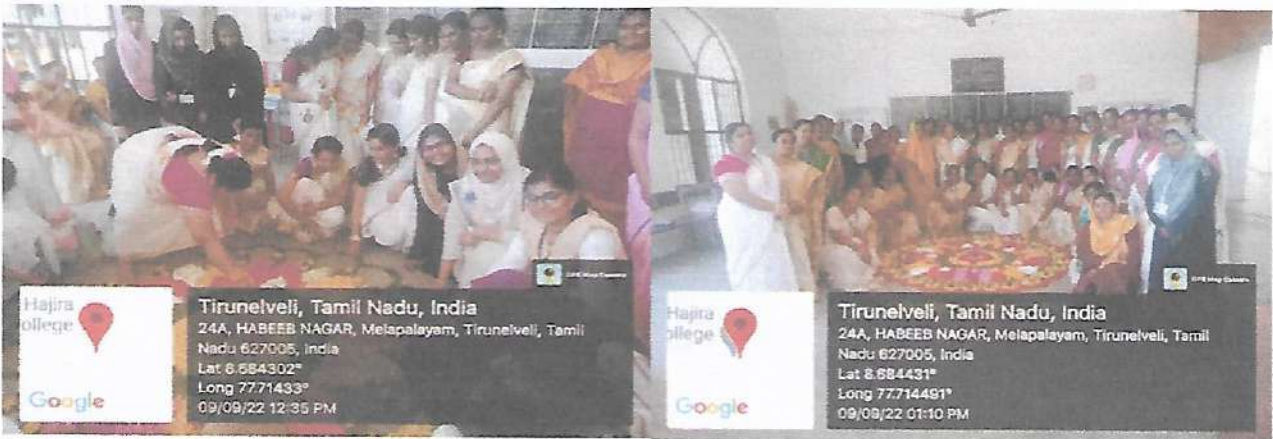 GPS Map Camera
Hajira
ollege
Google
Tirunelveli, Tamil Nadu, India
24A, HABEEB NAGAR, Melapalayam, Tirunelveli, Tamil
Nadu 627005, India
Lat 8.684302°
Long 77.71433°
09/09/22 12:35 PM
GPS Map Camera
Hajira
ollege
Google
Tirunelveli, Tamil Nadu, India
24A, HABEEB NAGAR, Melapalayam, Tirunelveli, Tamil
Nadu 627005, India
Lat 8.684431°
Long 77.714491°
09/09/22 01:10 PM